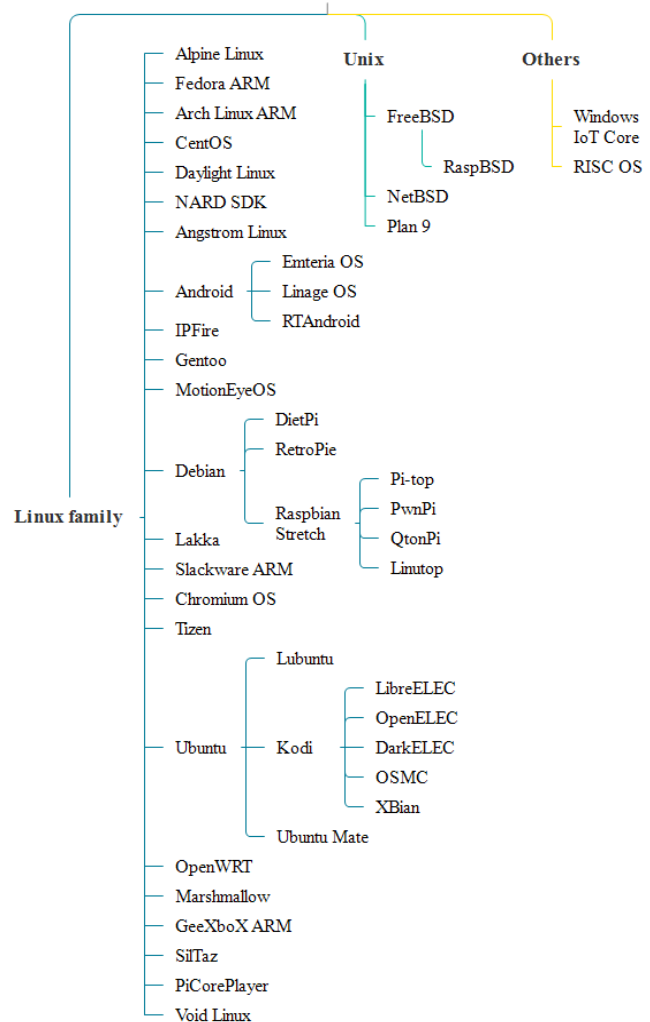 Unix
Others
FreeBSD
RaspBSD
NetBSD
Plan 9
Windows
IoT Core
RISC OS
Linux family
Alpine Linux
Fedora ARM
Arch Linux ARM
CentOS
Daylight Linux
NARD SDK
Angstrom Linux
Android
Emteria OS
Linage OS
RTAndroid
IPFire
Gentoo
MotionEyeOS
Debian
DietPi
RetroPie
Raspbian
Stretch
Pi-top
PwnPi
QtonPi
Linutop
Lakka
Slackware ARM
Chromium OS
Tizen
Ubuntu
Lubuntu
Kodi
LibreELEC
OpenELEC
DarkELEC
OSMC
XBian
Ubuntu Mate
OpenWRT
Marshmallow
GeeXboX ARM
SilTaz
PiCorePlayer
Void Linux